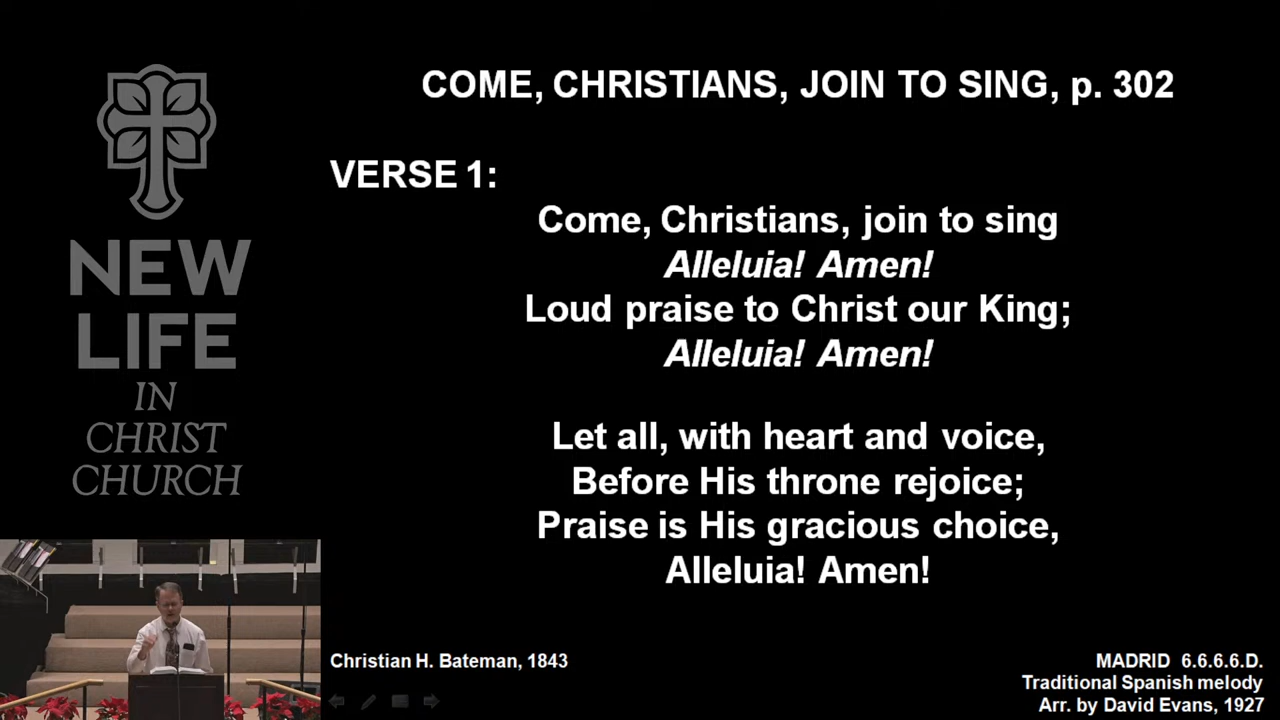 COME, CHRISTIANS, JOIN TO SING, p. 302
NEW
LIFE
IN
CHRIST
CHURCH
VERSE 1:
Come, Christians, join to sing
Alleluia! Amen!
Loud praise to Christ our King;
Alleluia! Amen!
Let all, with heart and voice,
Before His throne rejoice;
Praise is His gracious choice,
Alleluia! Amen!
Christian H. Bateman, 1843
MADRID 6.6.6.6.D.
Traditional Spanish melody
Arr. by David Evans, 1927